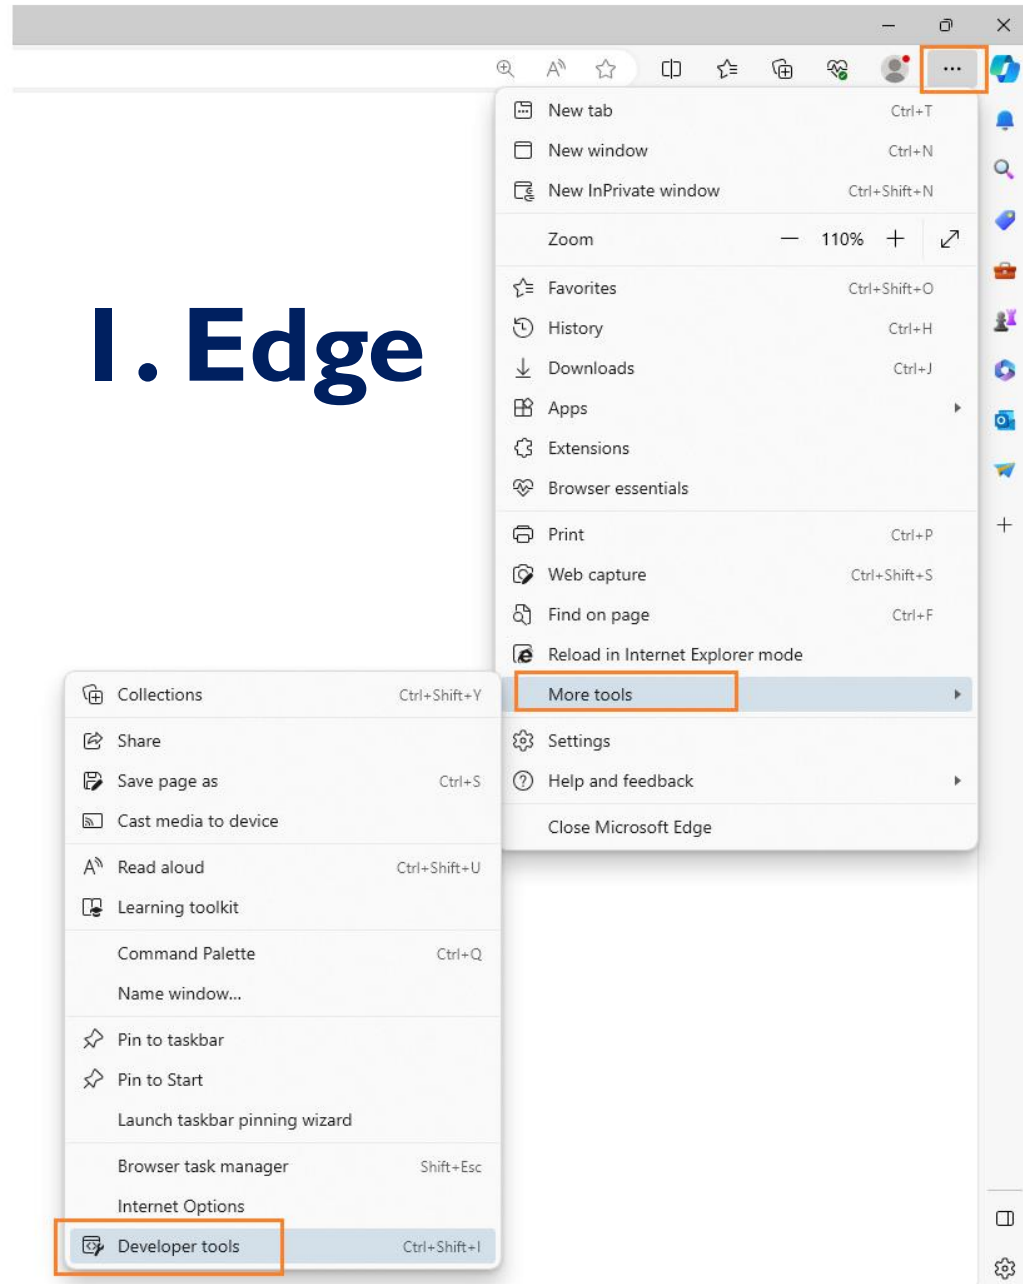 New tab Ctrl+T
New window Ctrl+N
New InPrivate window Ctrl+Shift+N
Zoom — 110% +
1. Edge
Favorites Ctrl+Shift+O
History Ctrl+H
Downloads Ctrl+J
Apps
Extensions
Browser essentials
Print Ctrl+P
Web capture Ctrl+Shift+S
Find on page Ctrl+F
Reload in Internet Explorer mode
More tools
Settings
Help and feedback
Close Microsoft Edge
Collections Ctrl+Shift+Y
Share
Save page as Ctrl+S
Cast media to device
Read aloud Ctrl+Shift+U
Learning toolkit
Command Palette Ctrl+Q
Name window...
Pin to taskbar
Pin to Start
Launch taskbar pinning wizard
Browser task manager Shift+Esc
Internet Options
Developer tools Ctrl+Shift+I